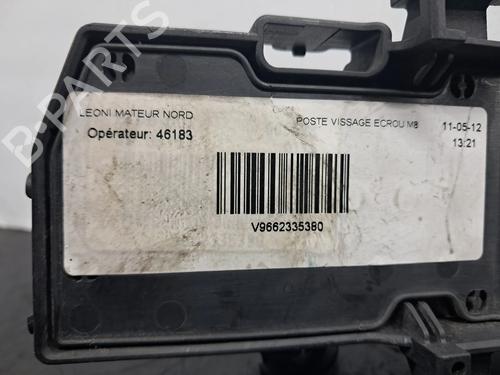 LEONI MATEUR NORD
POSTE VISSAGE ECROU M8
11-05-12
Opérateur: 46183
13:21
V9662335380
B-PARTS